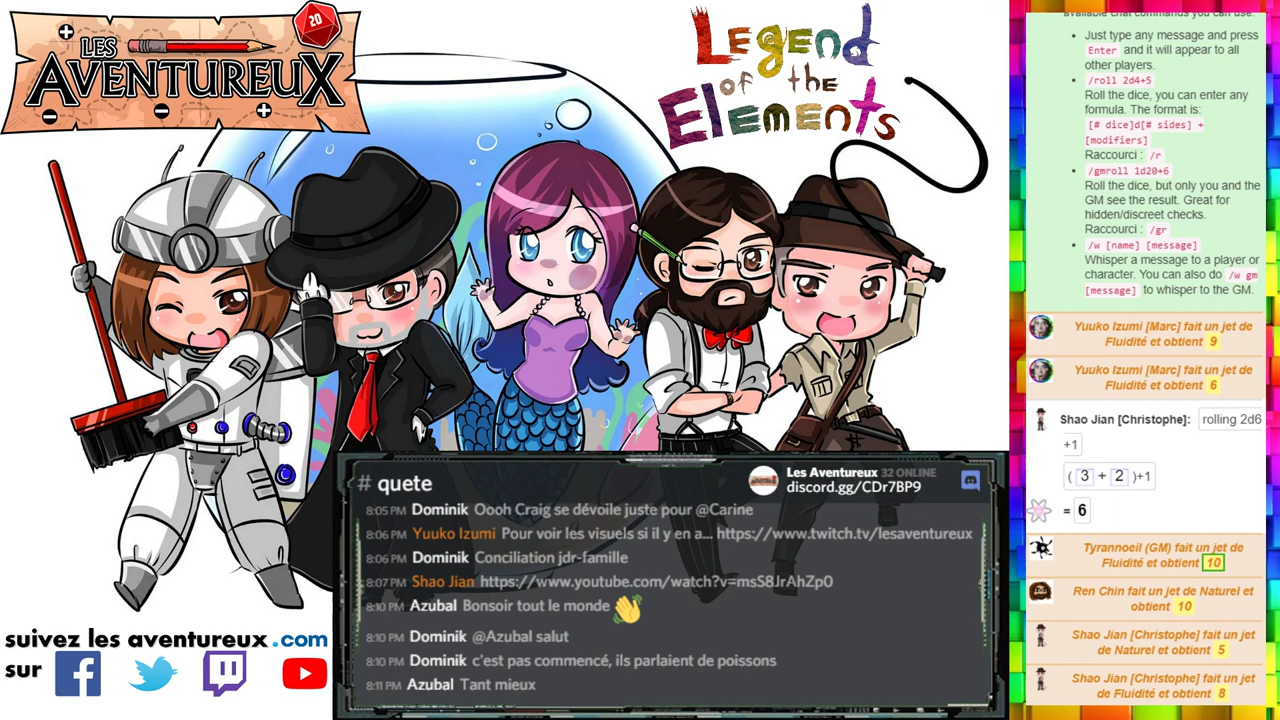 20
LES
AVENTUREUX
LEgEnd
of the
ElEmEnts
suivez les aventureux.com
sur
# quete
Les Aventureux 32 ONLINE
discord.gg/CDr7BP9
8:05 PM Dominik Oooh Craig se dévoile juste pour @Carine
8:06 PM Yuuko Izumi Pour voir les visuels si il y en a... https://www.twitch.tv/lesaventureux
8:06 PM Dominik Conciliation jdr-famille
8:07 PM Shao Jian https://www.youtube.com/watch?v=msS8JrAhZp0
8:10 PM Azubal Bonsoir tout le monde 👋
8:10 PM Dominik @Azubal salut
8:10 PM Dominik c'est pas commencé, ils parlaient de poissons
8:11 PM Azubal Tant mieux
available chat commands you can use:
• Just type any message and press
Enter and it will appear to all
other players.
• /roll 2d4+5
Roll the dice, you can enter any
formula. The format is:
[# dice]d[# sides] +
[modifiers]
Raccourci : /r
• /gmroll 1d20+6
Roll the dice, but only you and the
GM see the result. Great for
hidden/discreet checks.
Raccourci : /gr
• /w [name] [message]
Whisper a message to a player or
character. You can also do /w gm
[message] to whisper to the GM.
Yuuko Izumi [Marc] fait un jet de
Fluidité et obtient 9
Yuuko Izumi [Marc] fait un jet de
Fluidité et obtient 6
Shao Jian [Christophe]: rolling 2d6
+1
( 3 + 2 )+1
= 6
Tyrannoeil (GM) fait un jet de
Fluidité et obtient 10
Ren Chin fait un jet de Naturel et
obtient 10
Shao Jian [Christophe] fait un jet
de Naturel et obtient 5
Shao Jian [Christophe] fait un jet
de Fluidité et obtient 8